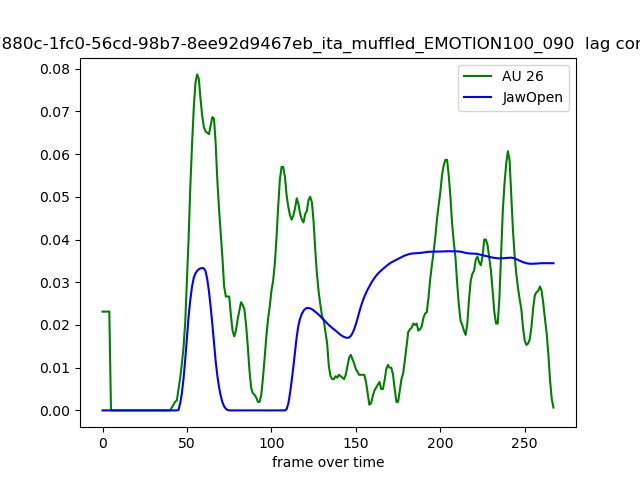 880c-1fc0-56cd-98b7-8ee92d9467eb_ita_muffled_EMOTION100_090 lag cor
AU 26
JawOpen
0.08
0.07
0.06
0.05
0.04
0.03
0.02
0.01
0.00
0 50 100 150 200 250
frame over time